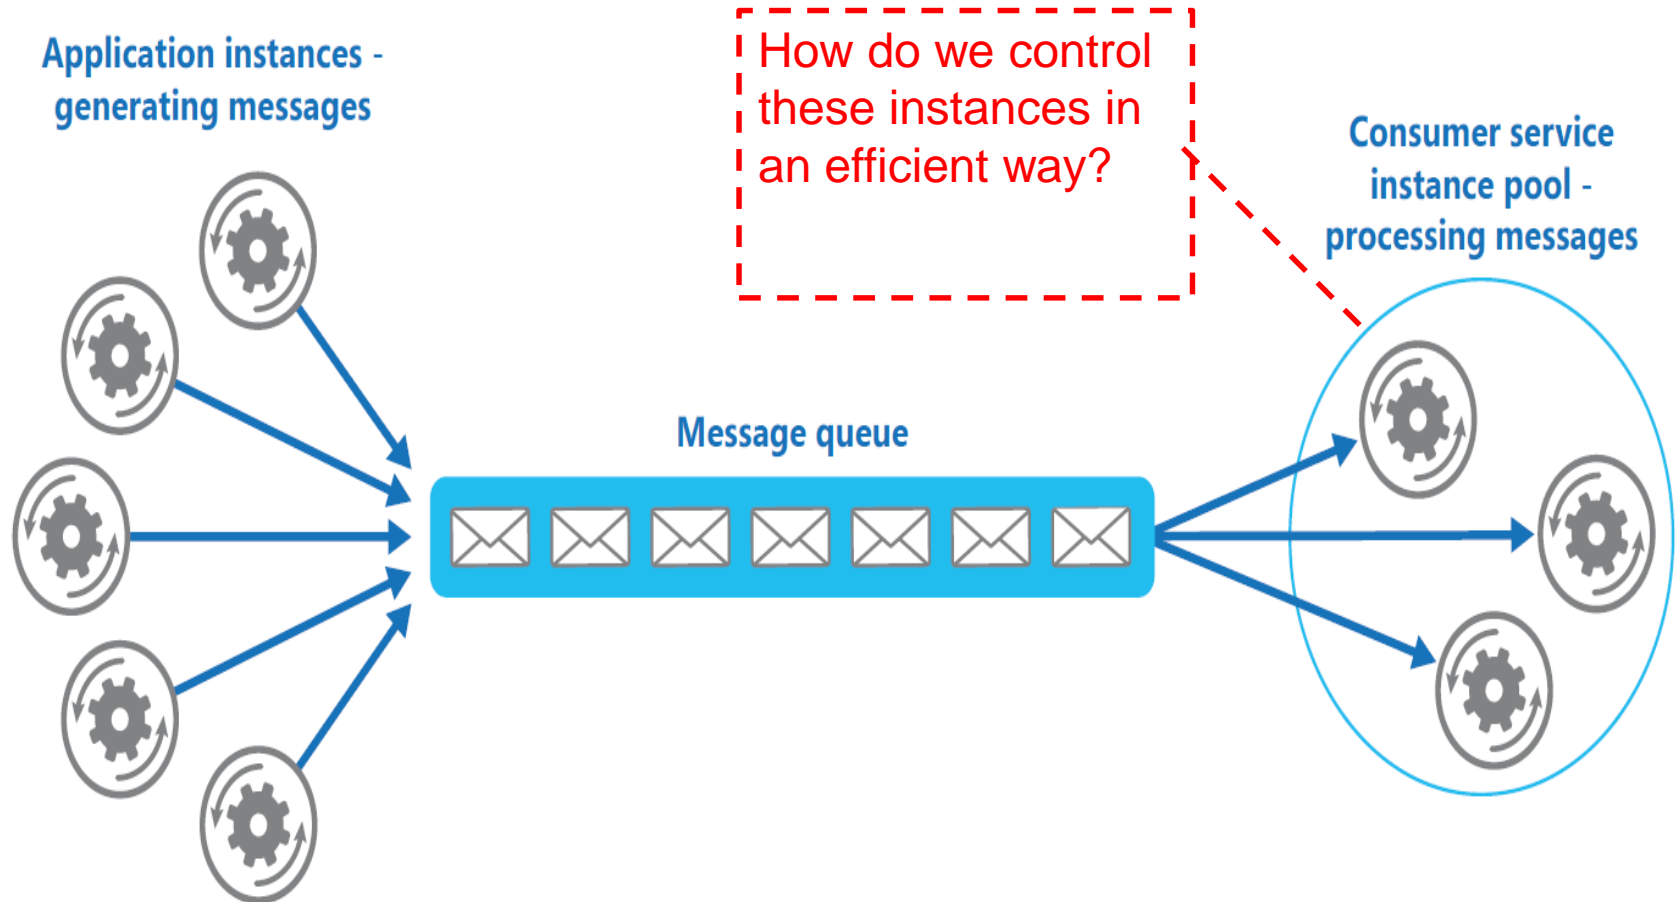 Application instances -
generating messages
How do we control
these instances in
an efficient way?
Consumer service
instance pool -
processing messages
Message queue